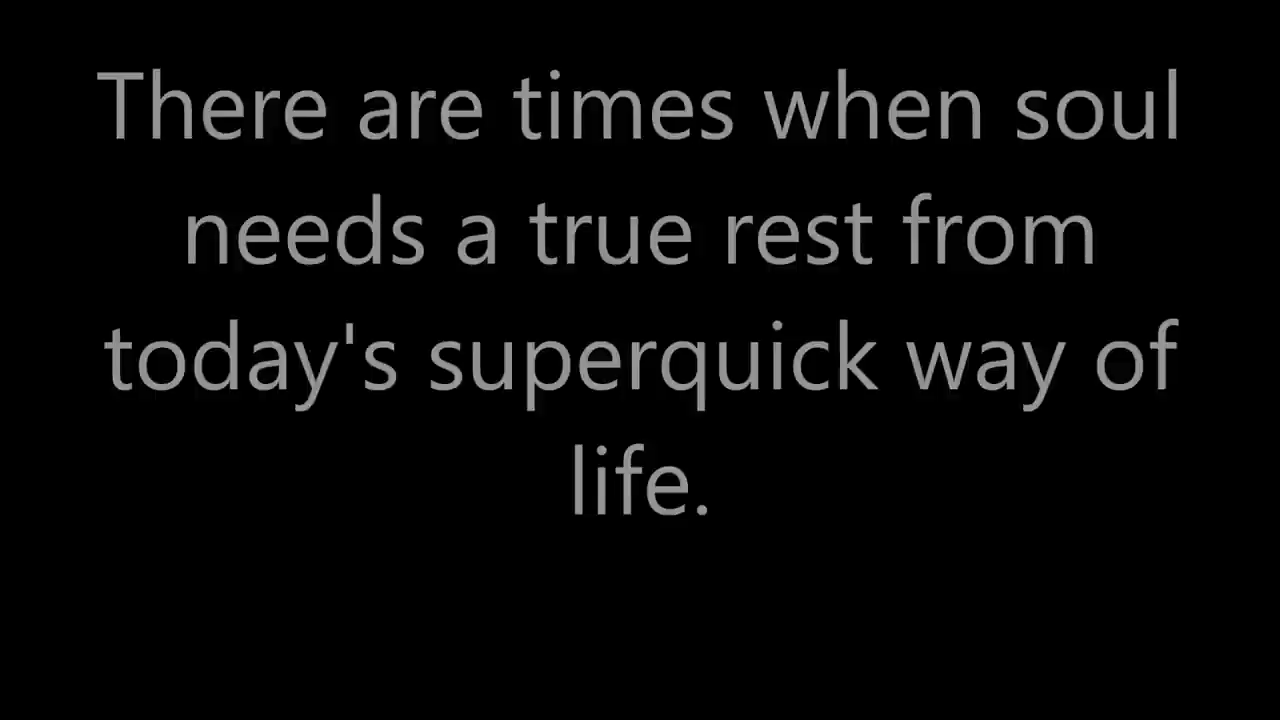 There are times when soul
needs a true rest from
today's superquick way of
life.